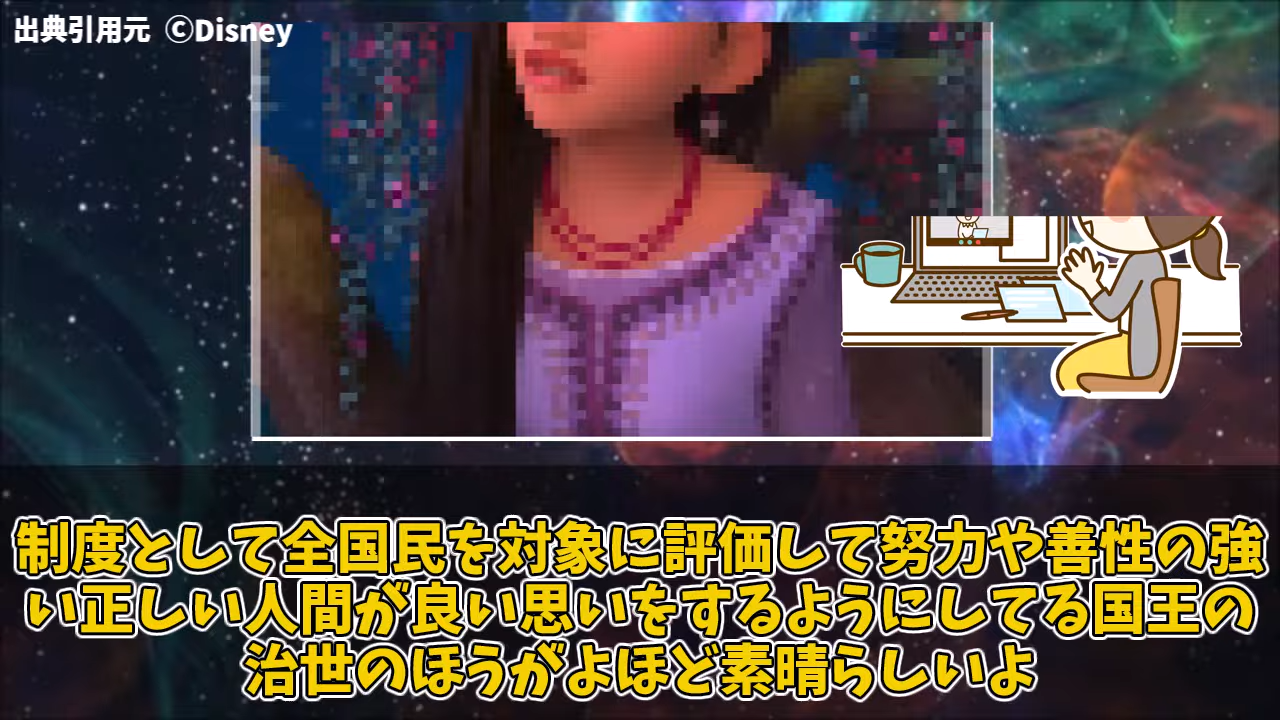 出典引用元 ©Disney
制度として全国民を対象に評価して努力や善性の強
い正しい人間が良い思いをするようにしてる国王の
治世のほうがよほど素晴らしいよ